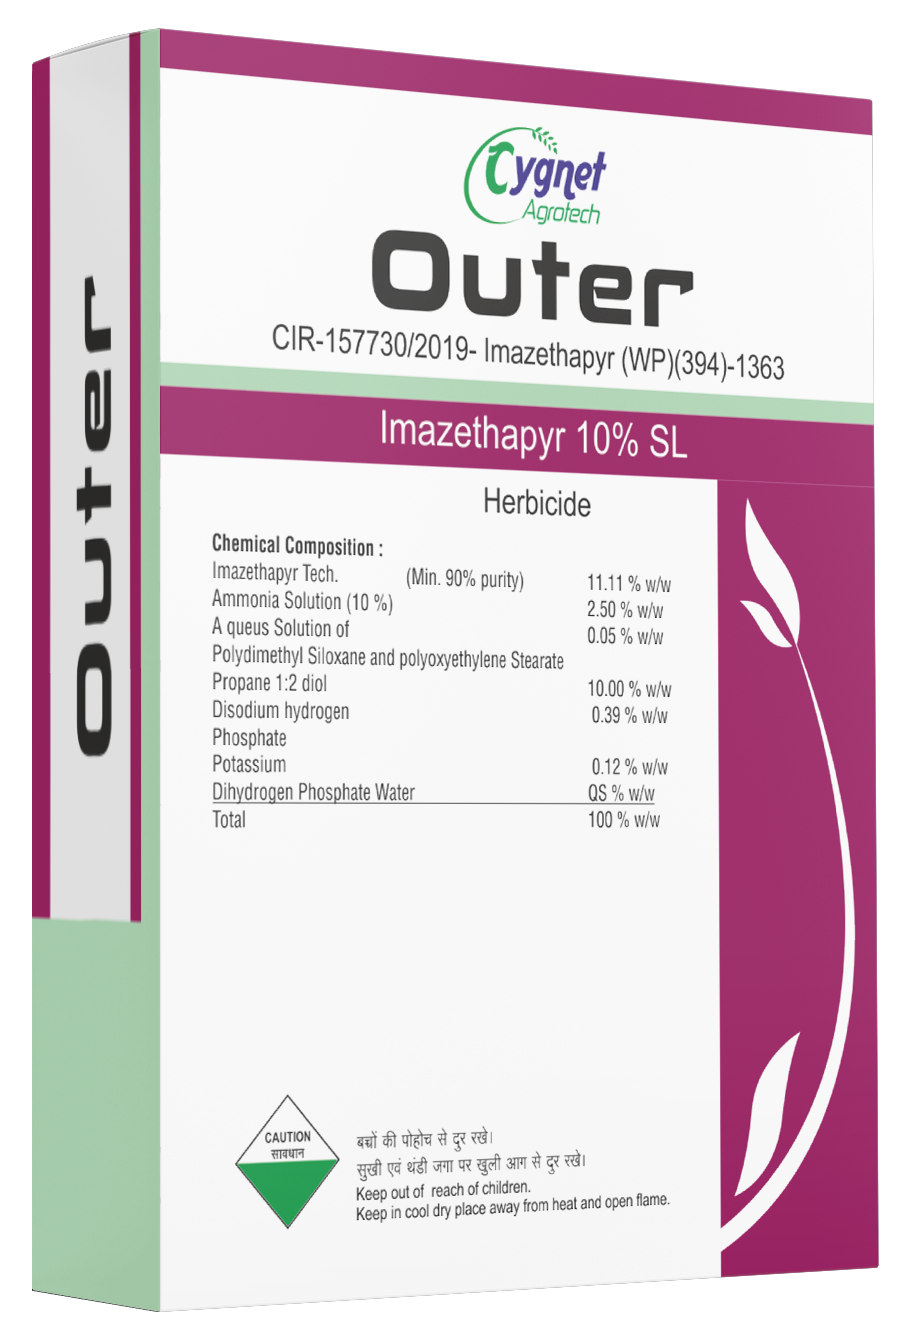 Cygnet
Agrotech
Outer
CIR-157730/2019- Imazethapyr (WP)(394)-1363
Imazethapyr 10% SL
Herbicide
Chemical Composition :
Imazethapyr Tech. (Min. 90% purity) 11.11 % w/w
Ammonia Solution (10 %) 2.50 % w/w
A queus Solution of 0.05 % w/w
Polydimethyl Siloxane and polyoxyethylene Stearate
Propane 1:2 diol 10.00 % w/w
Disodium hydrogen 0.39 % w/w
Phosphate
Potassium 0.12 % w/w
Dihydrogen Phosphate Water QS % w/w
Total 100 % w/w
CAUTION
सावधान
बच्चों की पोहोच से दुर रखे।
सुखी एवं थंडी जगा पर खुली आग से दुर रखे।
Keep out of reach of children.
Keep in cool dry place away from heat and open flame.
Outer